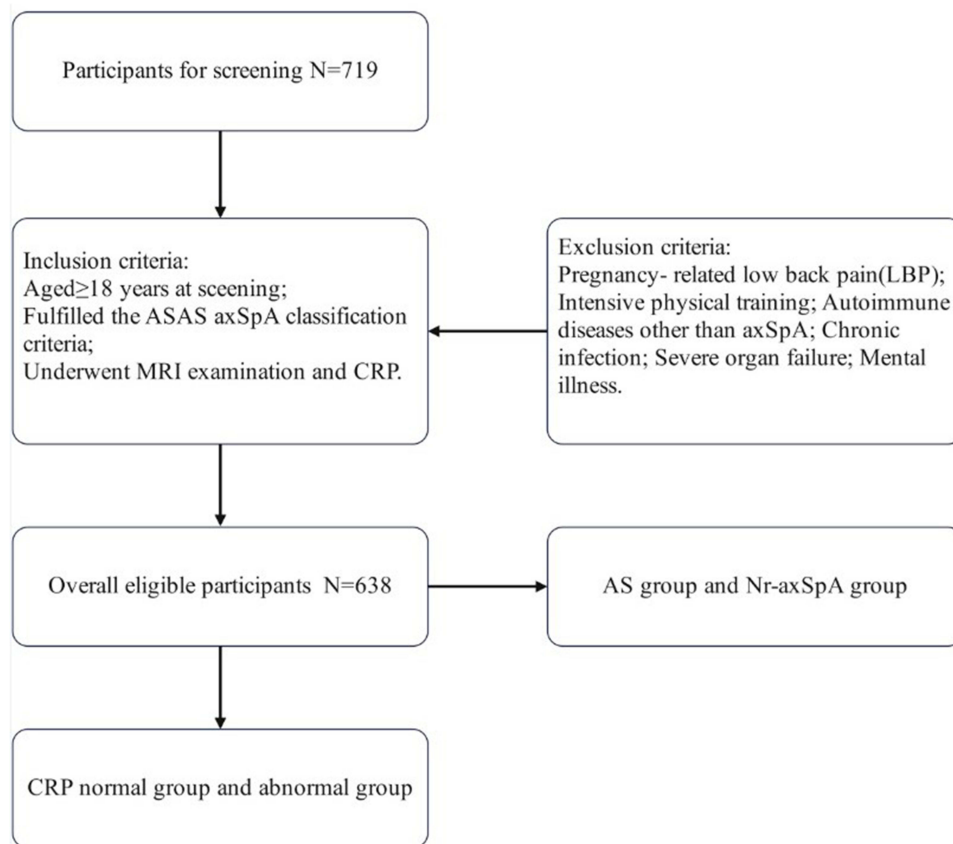 Participants for screening N=719
Inclusion criteria:
Aged≥18 years at sceening;
Fulfilled the ASAS axSpA classification
criteria;
Underwent MRI examination and CRP.
Exclusion criteria:
Pregnancy- related low back pain(LBP);
Intensive physical training; Autoimmune
diseases other than axSpA; Chronic
infection; Severe organ failure; Mental
illness.
Overall eligible participants N=638
AS group and Nr-axSpA group
CRP normal group and abnormal group